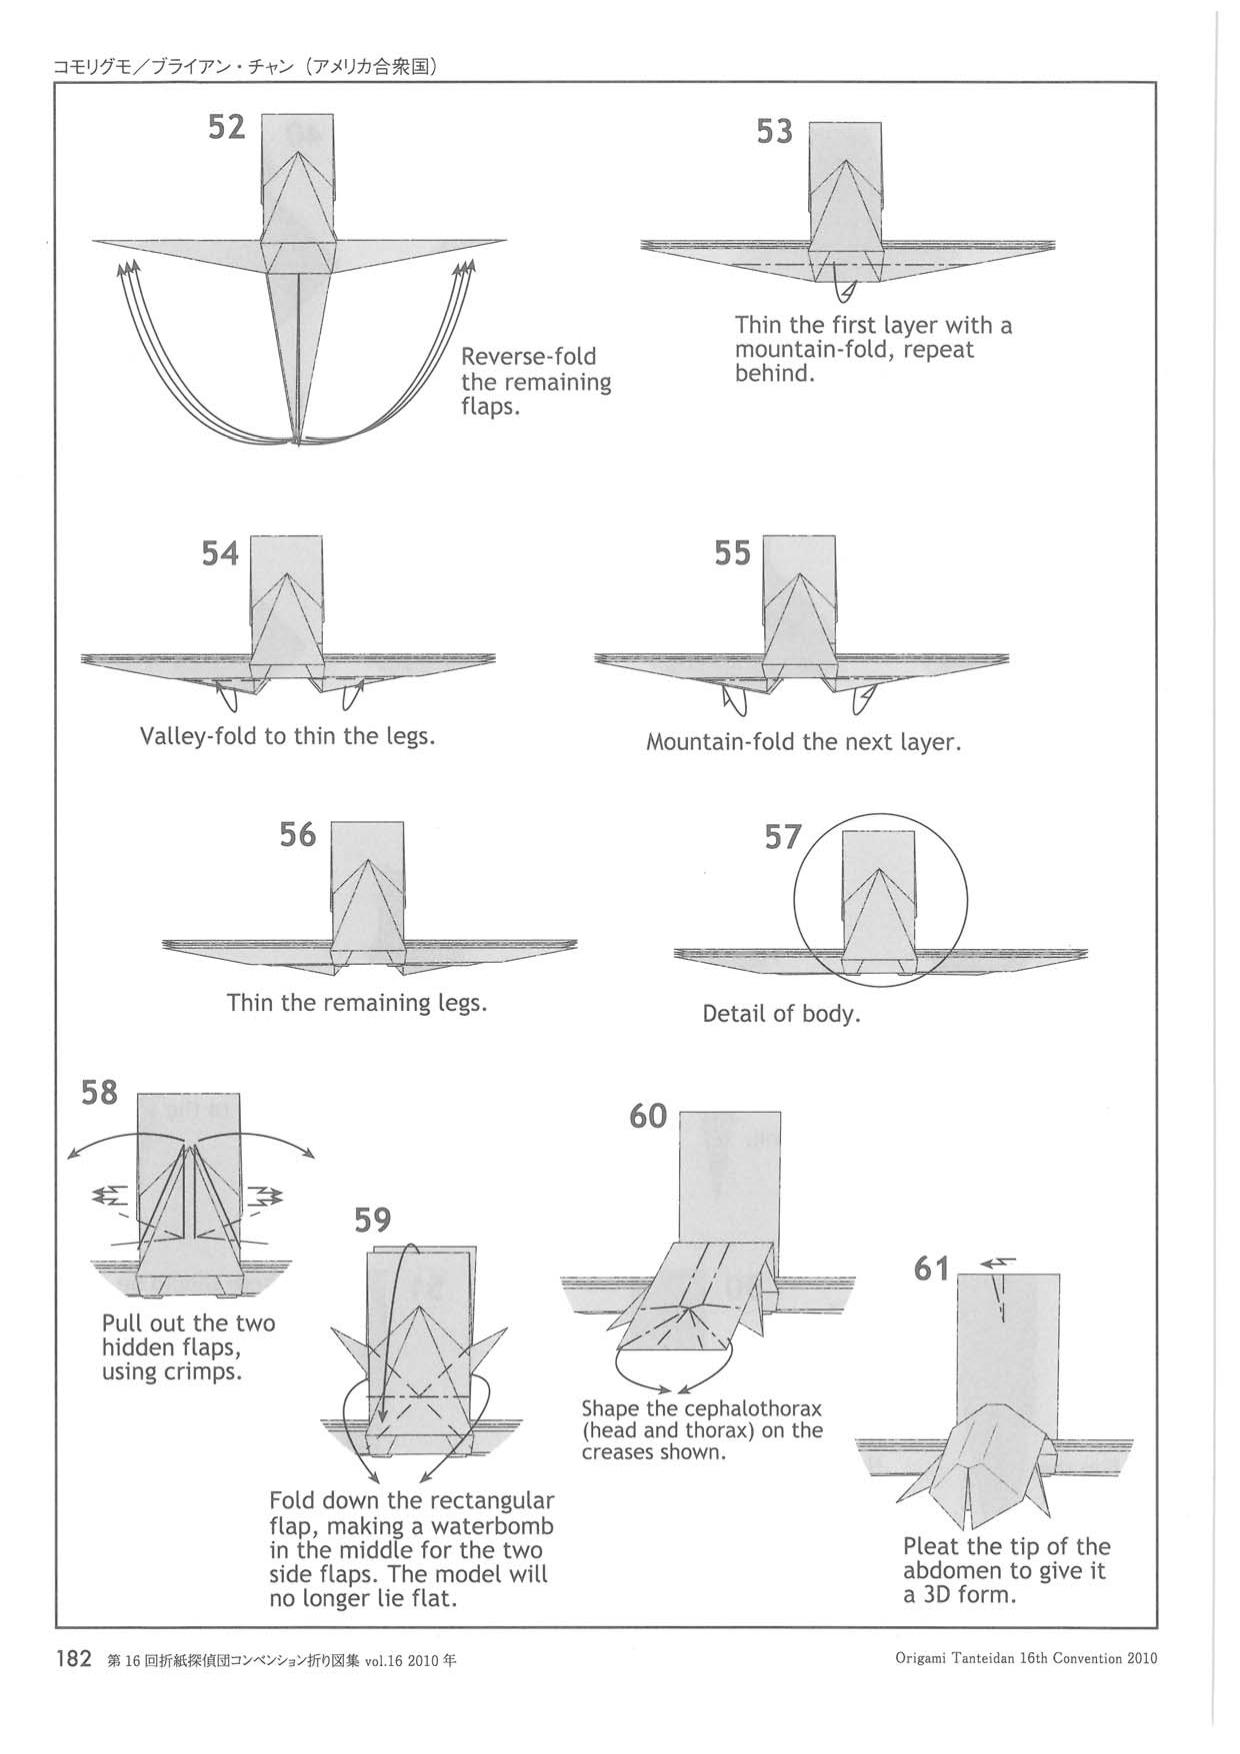 コモリグモ／ブライアン・チャン（アメリカ合衆国）
52
Reverse-fold
the remaining
flaps.
53
Thin the first layer with a
mountain-fold, repeat
behind.
54
Valley-fold to thin the legs.
55
Mountain-fold the next layer.
56
Thin the remaining legs.
57
Detail of body.
58
Pull out the two
hidden flaps,
using crimps.
59
Fold down the rectangular
flap, making a waterbomb
in the middle for the two
side flaps. The model will
no longer lie flat.
60
Shape the cephalothorax
(head and thorax) on the
creases shown.
61
Pleat the tip of the
abdomen to give it
a 3D form.
182 第16回折紙探偵団コンベンション折り図集 vol.16 2010年
Origami Tanteidan 16th Convention 2010